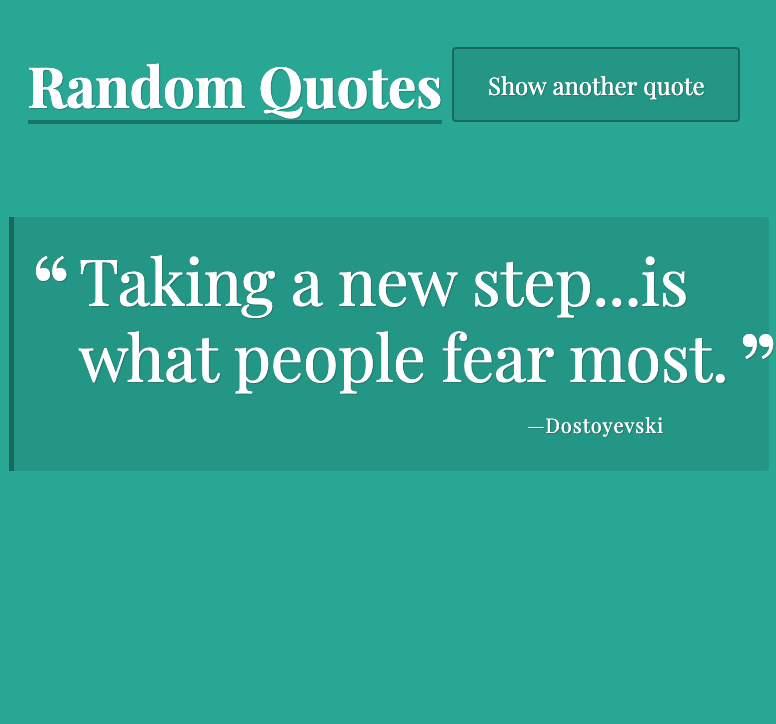 Random Quotes
Show another quote
“ Taking a new step...is
what people fear most. ”
—Dostoyevski